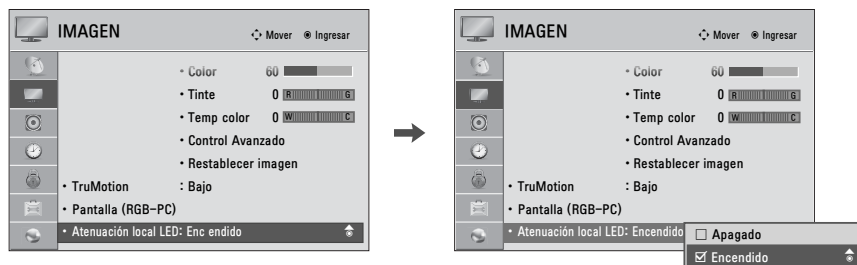 IMAGEN
Mover Ingresar
• Color 60
• Tinte 0 R G
• Temp color 0 W C
• Control Avanzado
• Restablecer imagen
• TruMotion : Bajo
• Pantalla (RGB-PC)
• Atenuación local LED: Enc endido
IMAGEN
Mover Ingresar
• Color 60
• Tinte 0 R G
• Temp color 0 W C
• Control Avanzado
• Restablecer imagen
• TruMotion : Bajo
• Pantalla (RGB-PC)
• Atenuación local LED: Encendido
Apagado
Encendido